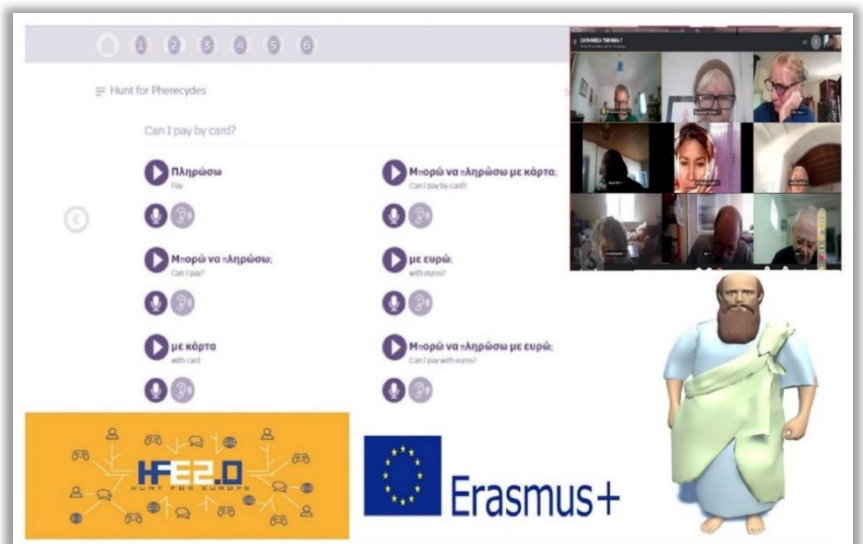 1 2 3 4 5 6
Hunt for Pherecydes
Can I pay by card?
Πληρώσω
Pay
Μπορώ να πληρώσω;
Can I pay?
με κάρτα
with card
Μπορώ να πληρώσω με κάρτα;
Can I pay by card?
με ευρώ;
with euros?
Μπορώ να πληρώσω με ευρώ;
Can I pay with euros?
HFE2.0
HUNT FOR EUROPE
Erasmus+